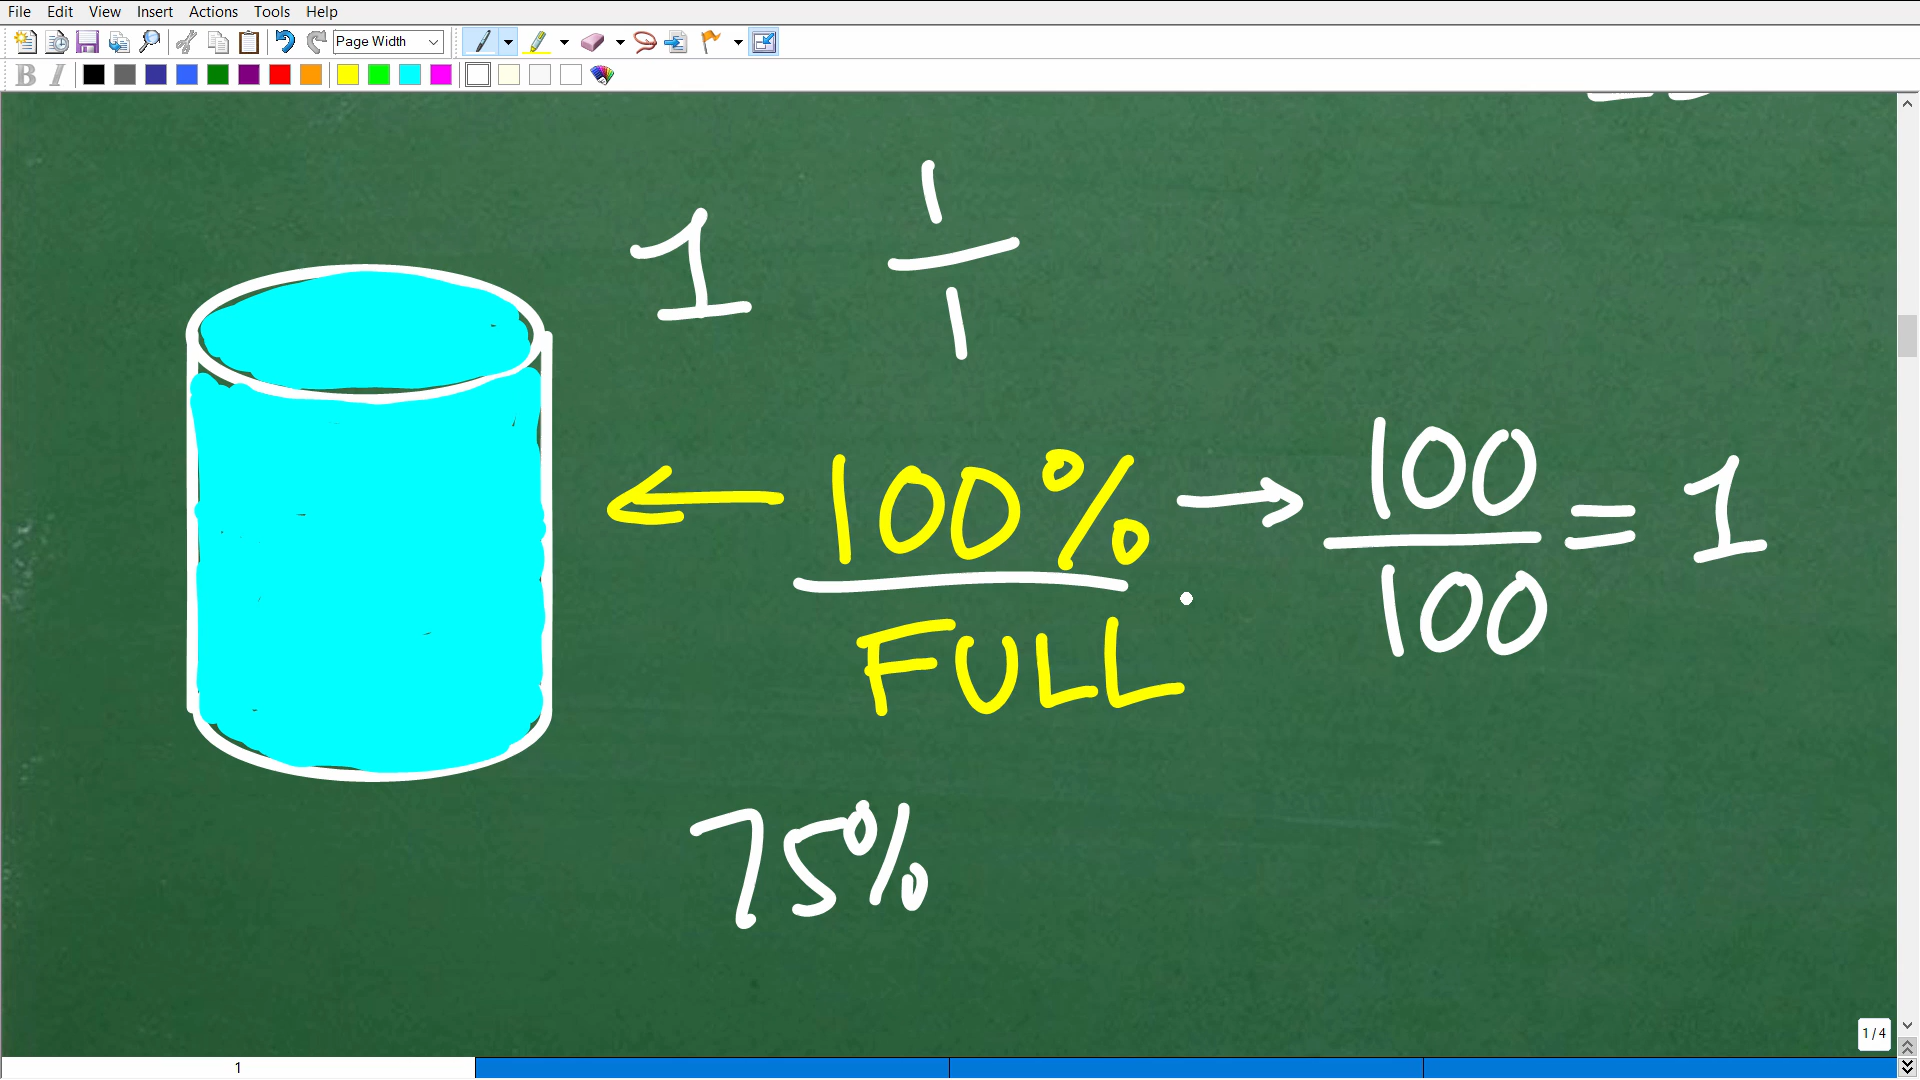 File Edit View Insert Actions Tools Help
Page Width
B I
1 1/1
100% → 100/100 = 1
FULL
75%
1 / 4
1